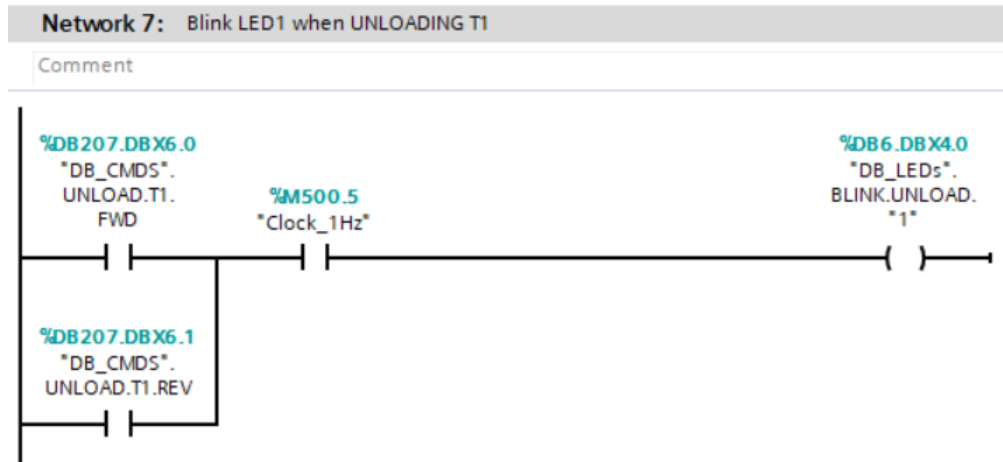 Network 7: Blink LED1 when UNLOADING T1
Comment
%DB207.DBX6.0
"DB_CMDS".
UNLOAD.T1.
FWD
%M500.5
"Clock_1Hz"
%DB6.DBX4.0
"DB_LEDs".
BLINK.UNLOAD.
"1"
%DB207.DBX6.1
"DB_CMDS".
UNLOAD.T1.REV